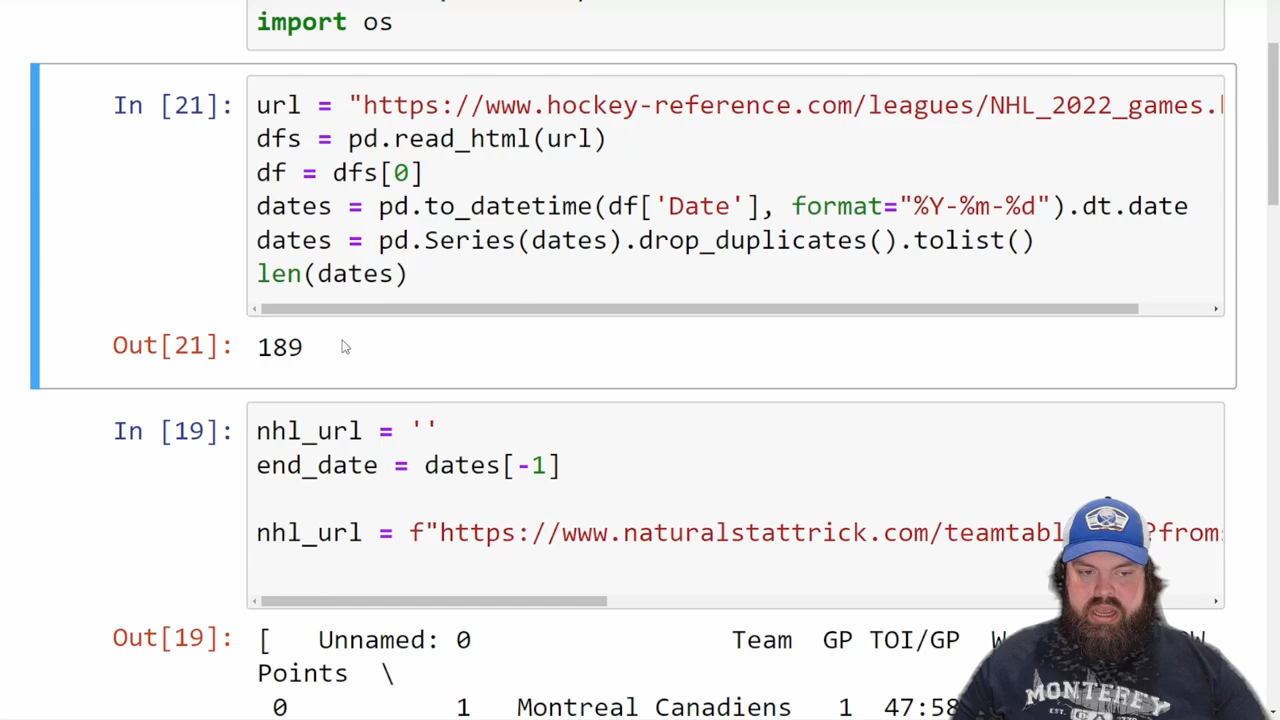 import os
In [21]:
url = "https://www.hockey-reference.com/leagues/NHL_2022_games.
dfs = pd.read_html(url)
df = dfs[0]
dates = pd.to_datetime(df['Date'], format="%Y-%m-%d").dt.date
dates = pd.Series(dates).drop_duplicates().tolist()
len(dates)
Out[21]: 189
In [19]:
nhl_url = ''
end_date = dates[-1]
nhl_url = f"https://www.naturalstattrick.com/teamtabl ?from
Out[19]: [ Unnamed: 0 Team GP TOI/GP W OW
Points \
0 1 Montreal Canadiens 1 47:58
MONTEREY
EST.